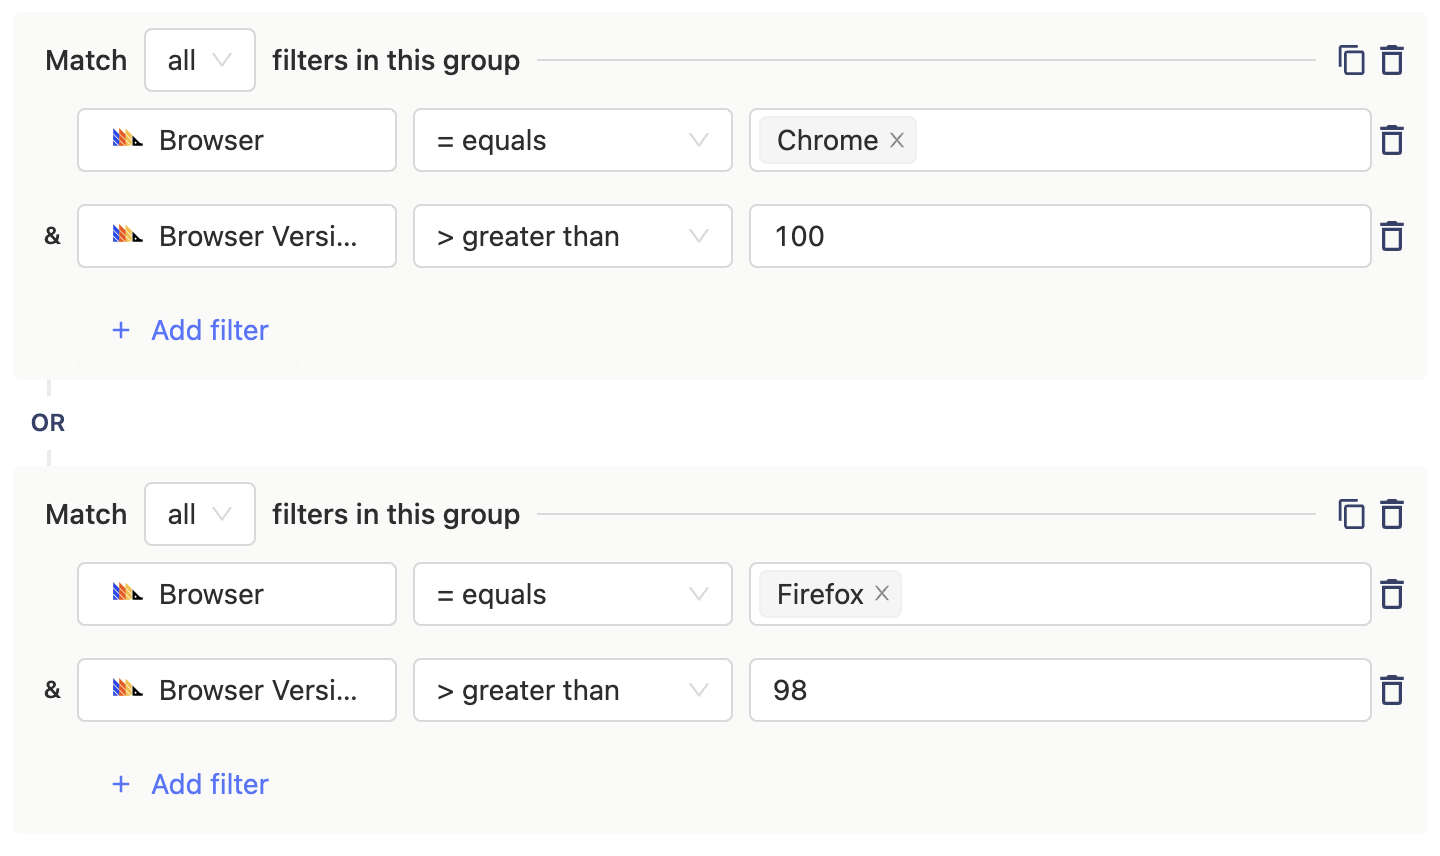 Match all filters in this group
Browser = equals Chrome ×
& Browser Versi... > greater than 100
+ Add filter
OR
Match all filters in this group
Browser = equals Firefox ×
& Browser Versi... > greater than 98
+ Add filter